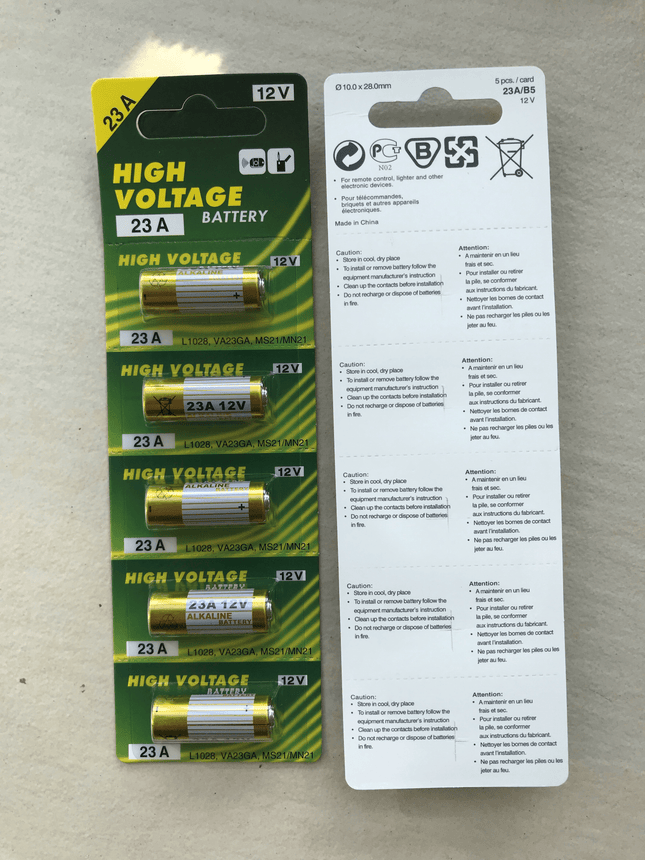 23 A
12 V
HIGH
VOLTAGE
BATTERY
23 A
HIGH VOLTAGE
12 V
ALKALINE
+
23 A
L1028, VA23GA, MS21/MN21
HIGH VOLTAGE
12 V
23A 12V
23 A
L1028, VA23GA, MS21/MN21
HIGH VOLTAGE
12 V
ALKALINE
+
23 A
L1028, VA23GA, MS21/MN21
HIGH VOLTAGE
12 V
BATTERY
23A 12V
ALKALINE
BATTERY
23 A
L1028, VA23GA, MS21/MN21
HIGH VOLTAGE
12 V
BATTERY
23 A
L1028, VA23GA, MS21/MN21
Ø 10.0 x 28.0mm
5 pcs. / card
23A/B5
12 V
B
N02
• For remote control, lighter and other
electronic devices.
• Pour télécommandes,
briquets et autres appareils
électroniques.
Made in China
Caution:
• Store in cool, dry place
• To install or remove battery follow the
equipment manufacturer's instruction
• Clean up the contacts before installation
• Do not recharge or dispose of batteries
in fire.
Attention:
• A maintenir en un lieu
frais et sec.
• Pour installer ou retirer
la pile, se conformer
aux instructions du fabricant.
• Nettoyer les bornes de contact
avant l'installation.
• Ne pas recharger les piles ou les
jeter au feu.
Caution:
• Store in cool, dry place
• To install or remove battery follow the
equipment manufacturer's instruction
• Clean up the contacts before installation
• Do not recharge or dispose of batteries
in fire.
Attention:
• A maintenir en un lieu
frais et sec.
• Pour installer ou retirer
la pile, se conformer
aux instructions du fabricant.
• Nettoyer les bornes de contact
avant l'installation.
• Ne pas recharger les piles ou les
jeter au feu.
Caution:
• Store in cool, dry place
• To install or remove battery follow the
equipment manufacturer's instruction
• Clean up the contacts before installation
• Do not recharge or dispose of batteries
in fire.
Attention:
• A maintenir en un lieu
frais et sec.
• Pour installer ou retirer
la pile, se conformer
aux instructions du fabricant.
• Nettoyer les bornes de contact
avant l'installation.
• Ne pas recharger les piles ou les
jeter au feu.
Caution:
• Store in cool, dry place
• To install or remove battery follow the
equipment manufacturer's instruction
• Clean up the contacts before installation
• Do not recharge or dispose of batteries
in fire.
Attention:
• A maintenir en un lieu
frais et sec.
• Pour installer ou retirer
la pile, se conformer
aux instructions du fabricant.
• Nettoyer les bornes de contact
avant l'installation.
• Ne pas recharger les piles ou les
jeter au feu.
Caution:
• Store in cool, dry place
• To install or remove battery follow the
equipment manufacturer's instruction
• Clean up the contacts before installation
• Do not recharge or dispose of batteries
in fire.
Attention:
• A maintenir en un lieu
frais et sec.
• Pour installer ou retirer
la pile, se conformer
aux instructions du fabricant.
• Nettoyer les bornes de contact
avant l'installation.
• Ne pas recharger les piles ou les
jeter au feu.